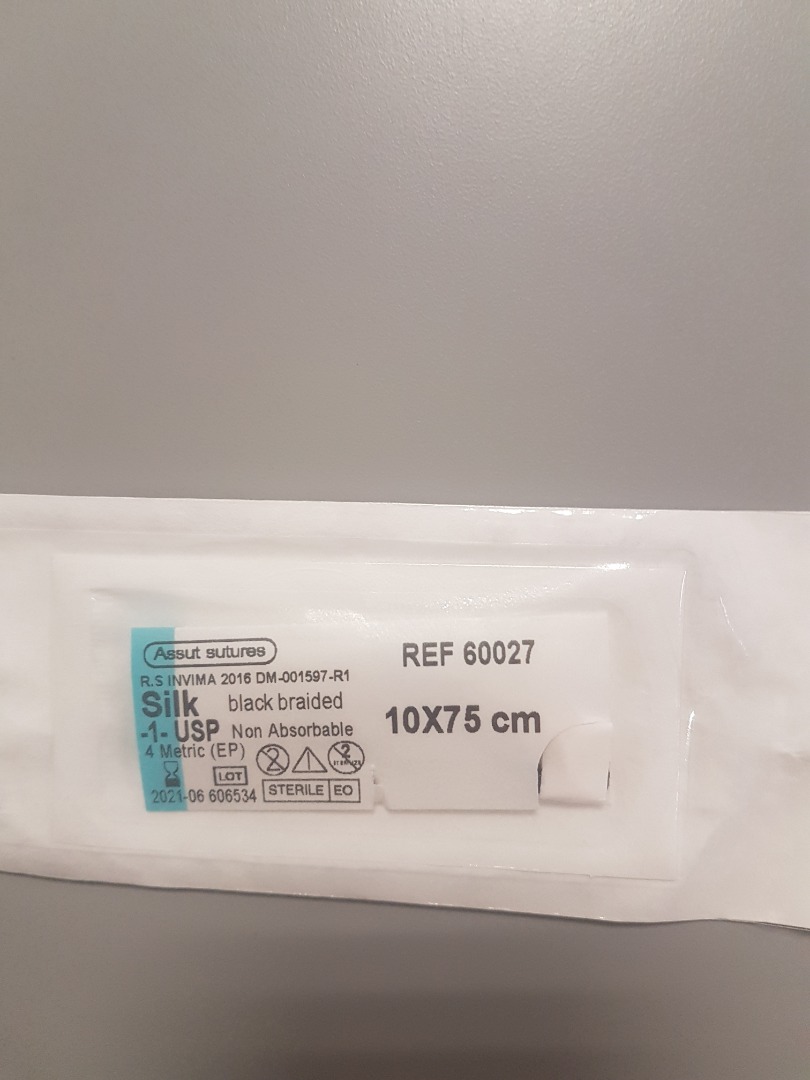 Assut sutures
R.S INVIMA 2016 DM-001597-R1
Silk black braided
-1- USP Non Absorbable
4 Metric (EP)
2
LOT
2021-06 606534
STERILE EO
REF 60027
10X75 cm